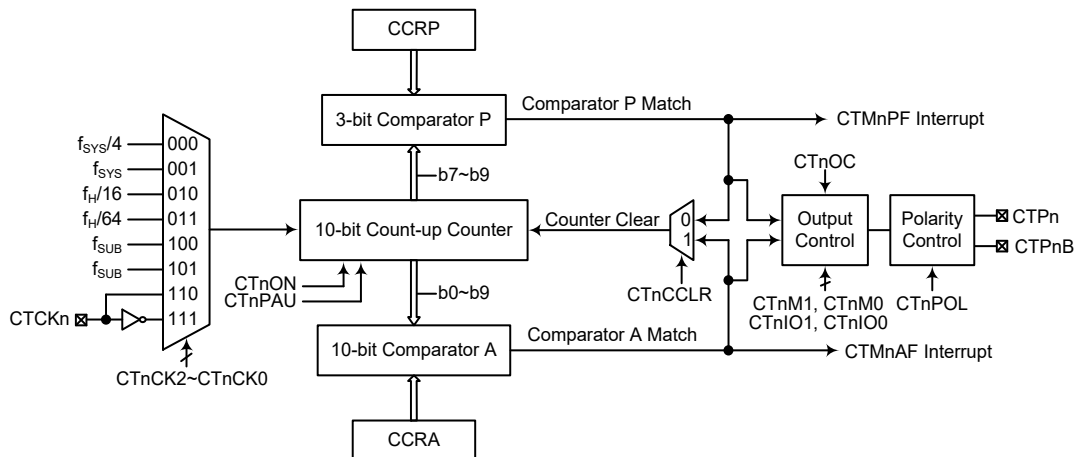 CCRP
3-bit Comparator P
Comparator P Match
CTMnPF Interrupt
fSYS/4
000
fSYS
001
fH/16
010
fH/64
011
fSUB
100
fSUB
101
110
CTCKn
111
CTnCK2~CTnCK0
b7~b9
10-bit Count-up Counter
CTnON
CTnPAU
b0~b9
Counter Clear
0
1
CTnCCLR
CTnOC
Output
Control
CTnM1, CTnM0
CTnIO1, CTnIO0
Polarity
Control
CTnPOL
CTPn
CTPnB
10-bit Comparator A
Comparator A Match
CTMnAF Interrupt
CCRA